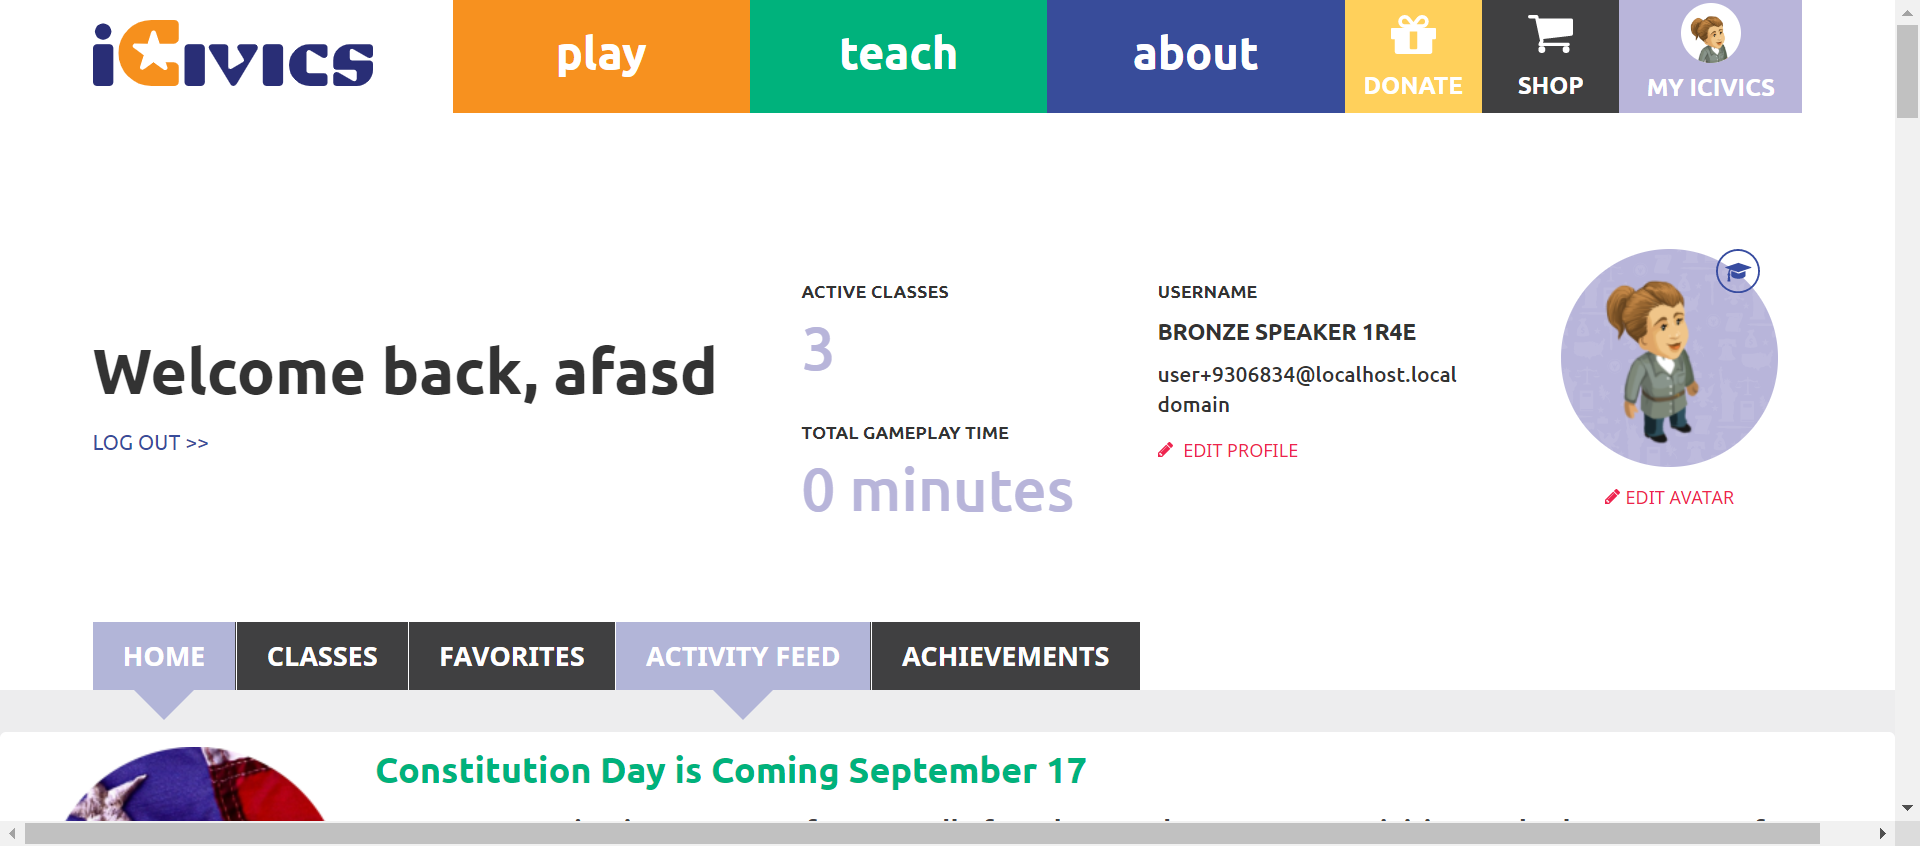 iCivics
play
teach
about
DONATE
SHOP
MY ICIVICS
Welcome back, afasd
LOG OUT >>
ACTIVE CLASSES
3
TOTAL GAMEPLAY TIME
0 minutes
USERNAME
BRONZE SPEAKER 1R4E
user+9306834@localhost.local
domain
EDIT PROFILE
EDIT AVATAR
HOME
CLASSES
FAVORITES
ACTIVITY FEED
ACHIEVEMENTS
Constitution Day is Coming September 17